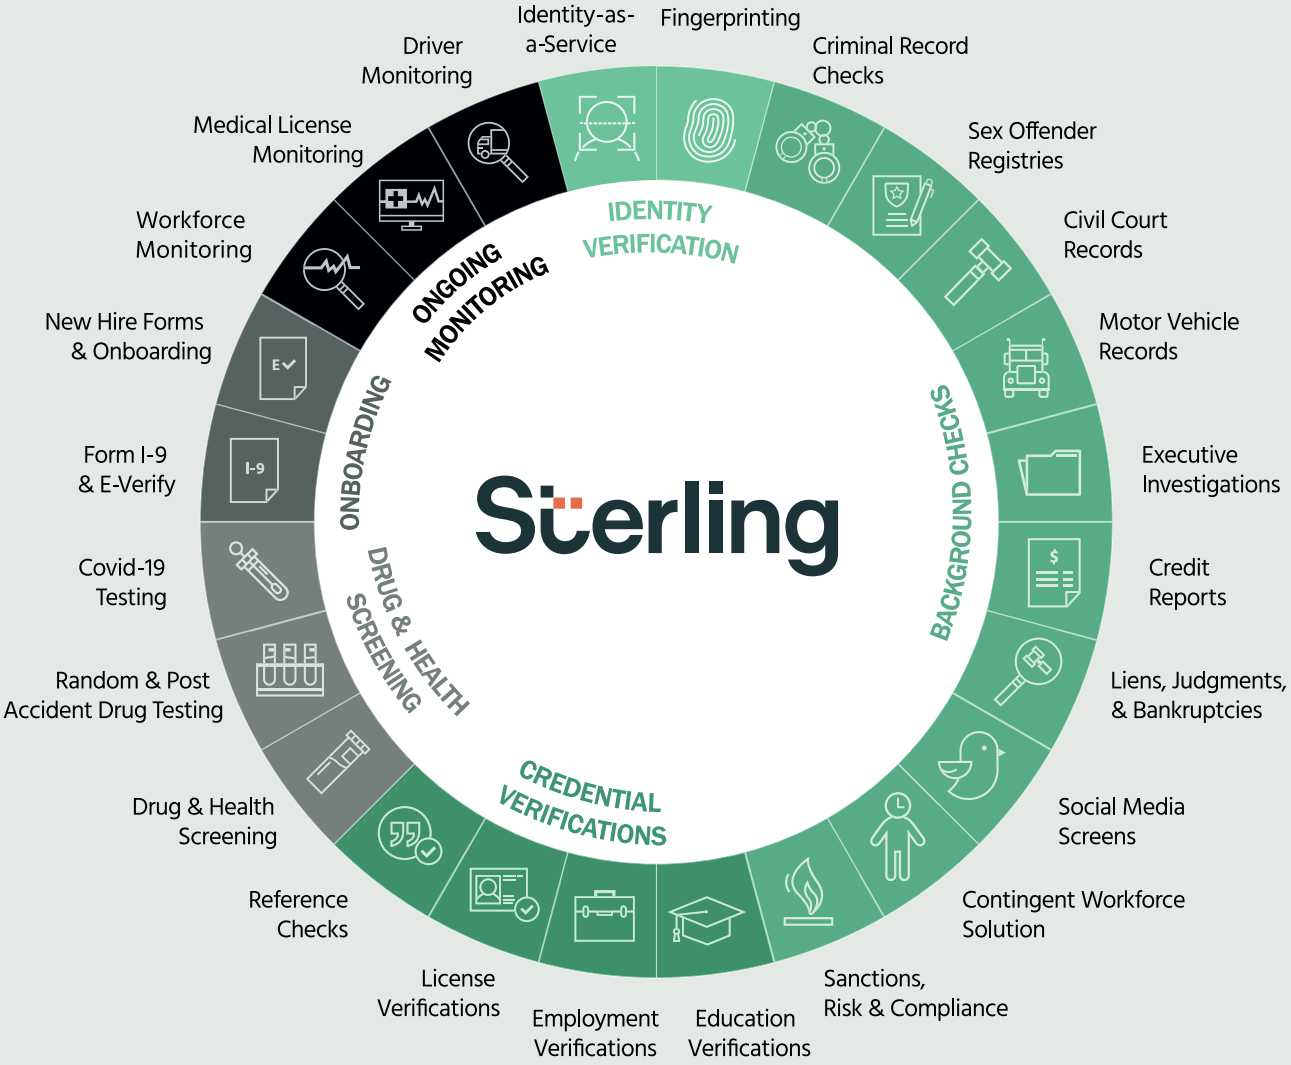 Identity-as-
a-Service
Fingerprinting
Criminal Record
Checks
Sex Offender
Registries
Civil Court
Records
Motor Vehicle
Records
Executive
Investigations
Credit
Reports
Liens, Judgments,
& Bankruptcies
Social Media
Screens
Contingent Workforce
Solution
Sanctions,
Risk & Compliance
Education
Verifications
Employment
Verifications
License
Verifications
Reference
Checks
Drug & Health
Screening
Random & Post
Accident Drug Testing
Covid-19
Testing
Form I-9
& E-Verify
New Hire Forms
& Onboarding
Workforce
Monitoring
Medical License
Monitoring
Driver
Monitoring
IDENTITY
VERIFICATION
BACKGROUND CHECKS
CREDENTIAL
VERIFICATIONS
DRUG & HEALTH
SCREENING
ONBOARDING
ONGOING
MONITORING
E
I-9
$
Sterling